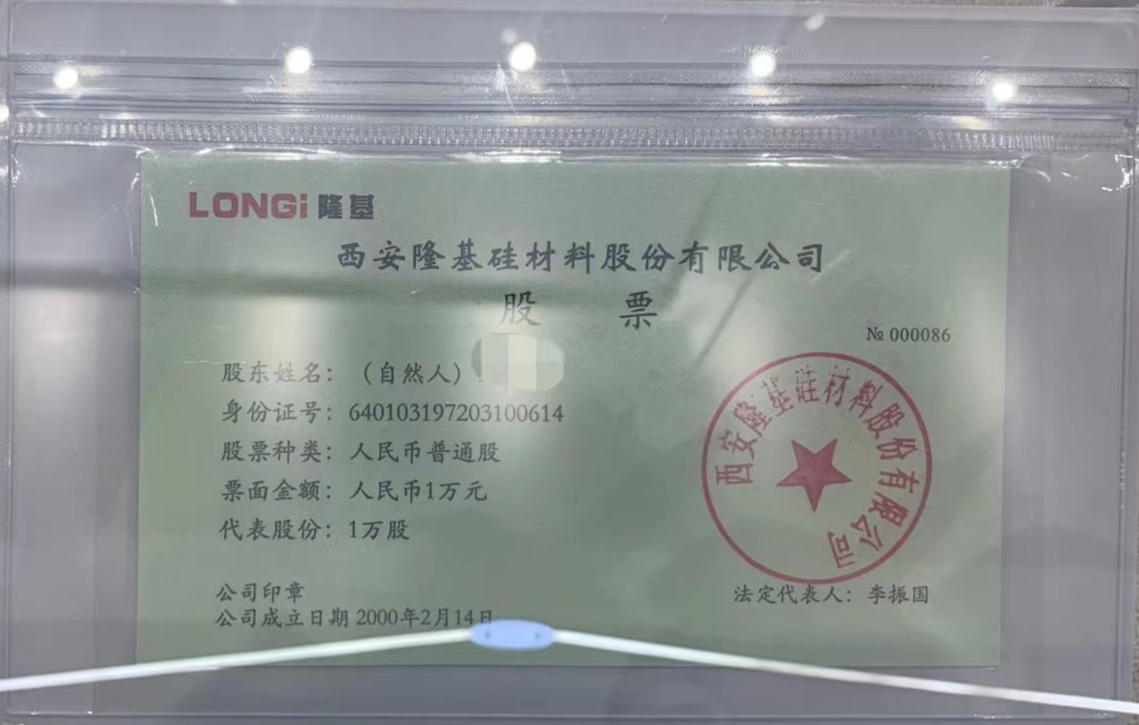 LONGi 隆基
西安隆基硅材料股份有限公司
股 票
№ 000086
股东姓名：（自然人）
身份证号：640103197203100614
股票种类：人民币普通股
票面金额：人民币1万元
代表股份：1万股
西安隆基硅材料股份有限公司
公司印章
法定代表人：李振国
公司成立日期 2000年2月14日